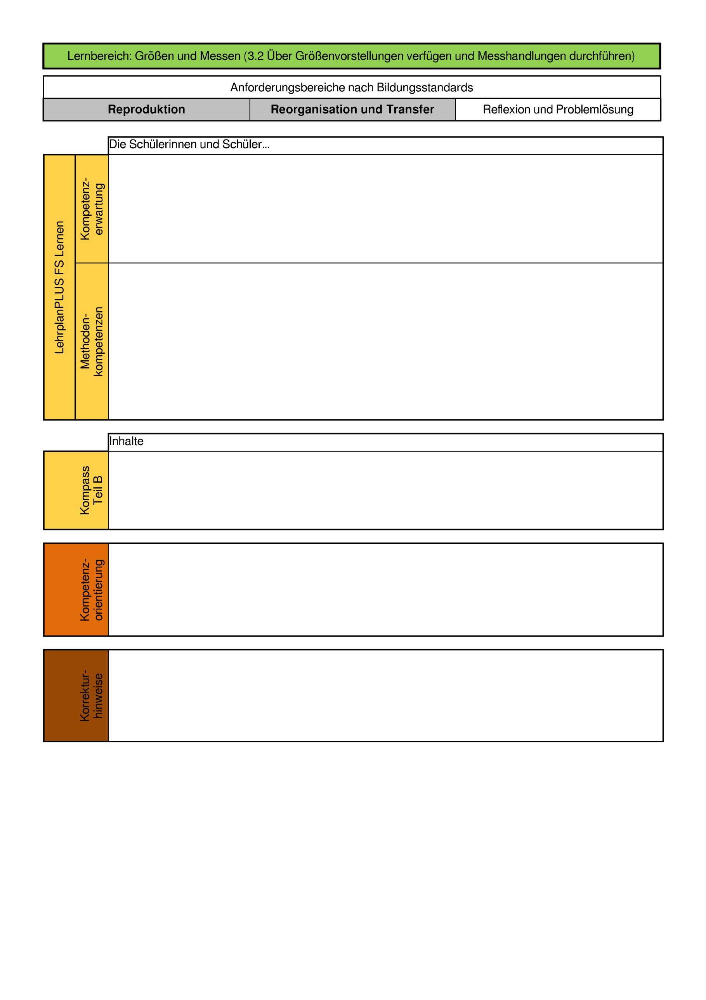 Lernbereich: Größen und Messen (3.2 Über Größenvorstellungen verfügen und Messhandlungen durchführen)
Anforderungsbereiche nach Bildungsstandards
Reproduktion
Reorganisation und Transfer
Reflexion und Problemlösung
Die Schülerinnen und Schüler...
LehrplanPLUS FS Lernen
Kompetenz-
erwartung
Methoden-
kompetenzen
Inhalte
Kompass
Teil B
Kompetenz-
orientierung
Korrektur-
hinweise